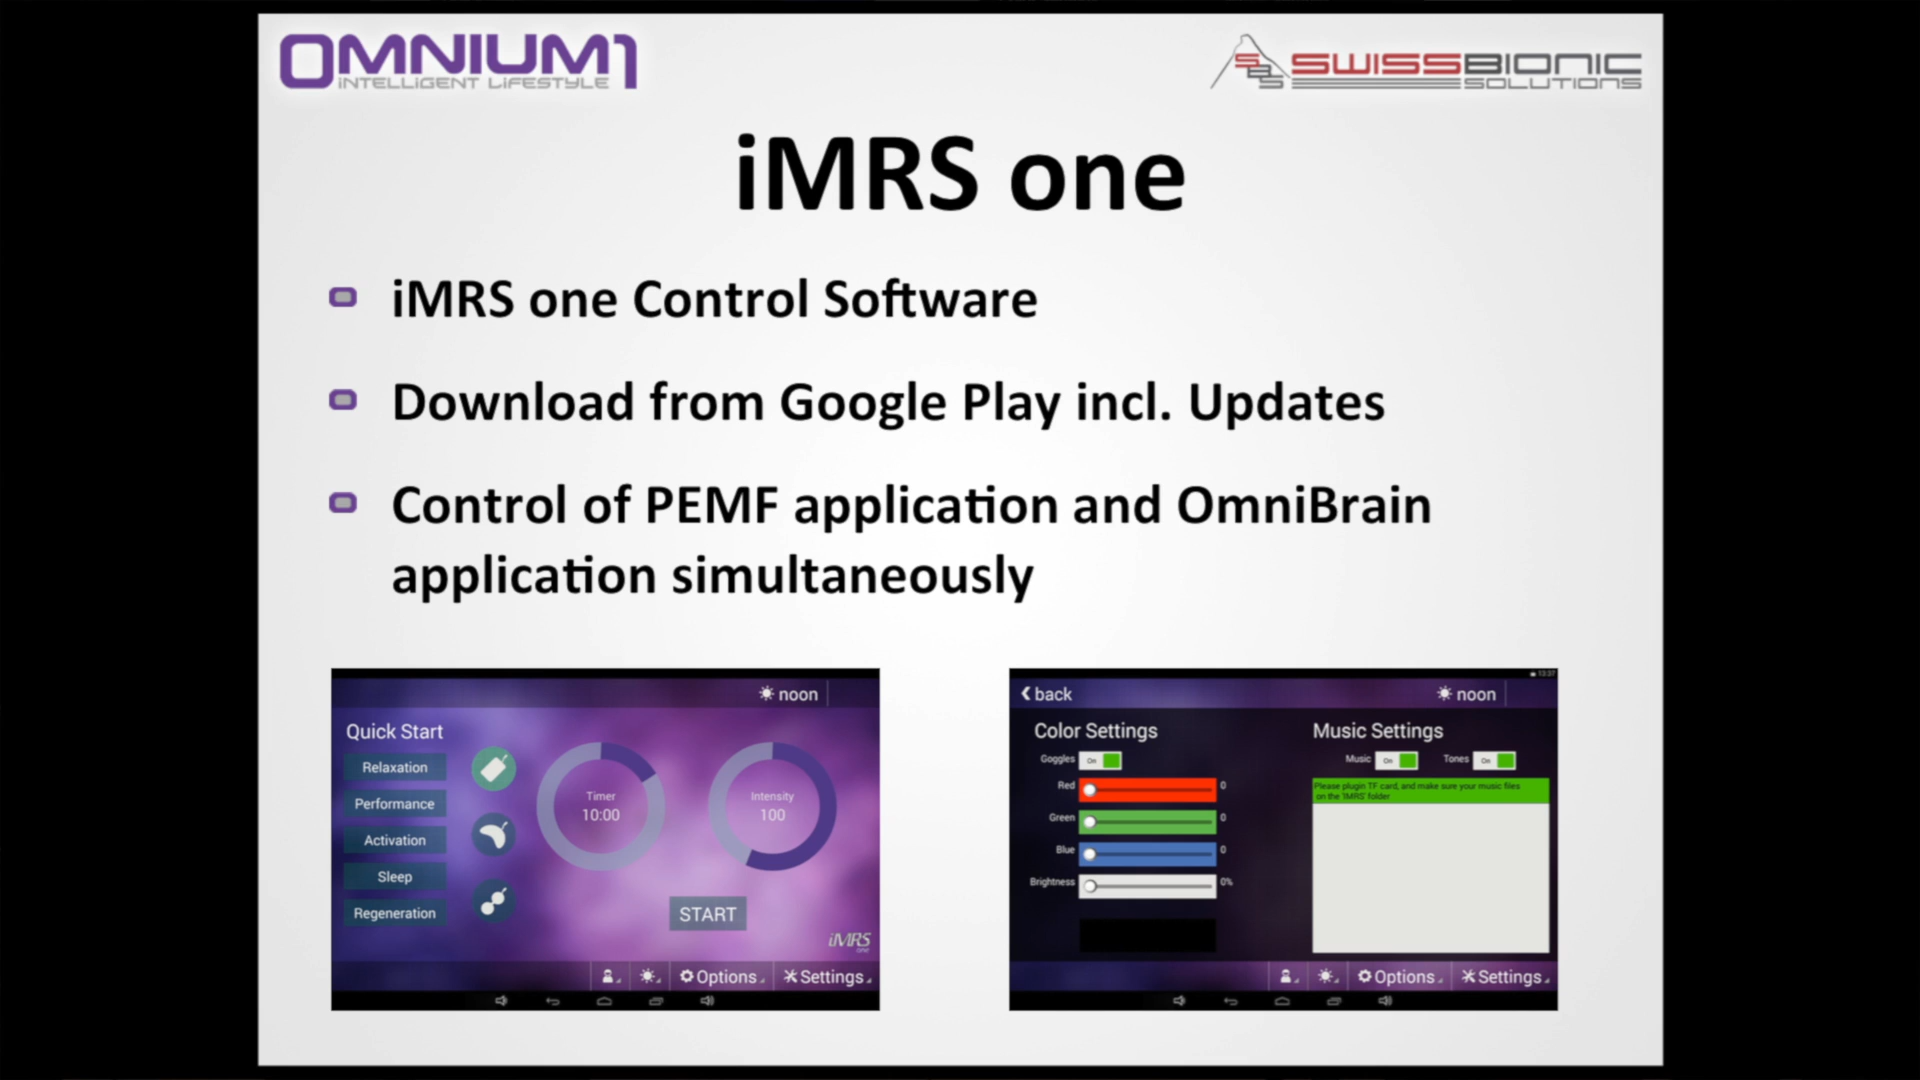 OMNIUM1
INTELLIGENT LIFESTYLE
SBS
SWISSBIONIC
SOLUTIONS
iMRS one
iMRS one Control Software
Download from Google Play incl. Updates
Control of PEMF application and OmniBrain
application simultaneously
noon
Quick Start
Relaxation
Performance
Activation
Sleep
Regeneration
Timer
10:00
Intensity
100
START
iMRS
one
Options
Settings
13:37
back
noon
Color Settings
Goggles On
Red 0
Green 0
Blue 0
Brightness 0%
Music Settings
Music On Tones On
Please plugin TF card, and make sure your music files
on the 'iMRS' folder
Options
Settings